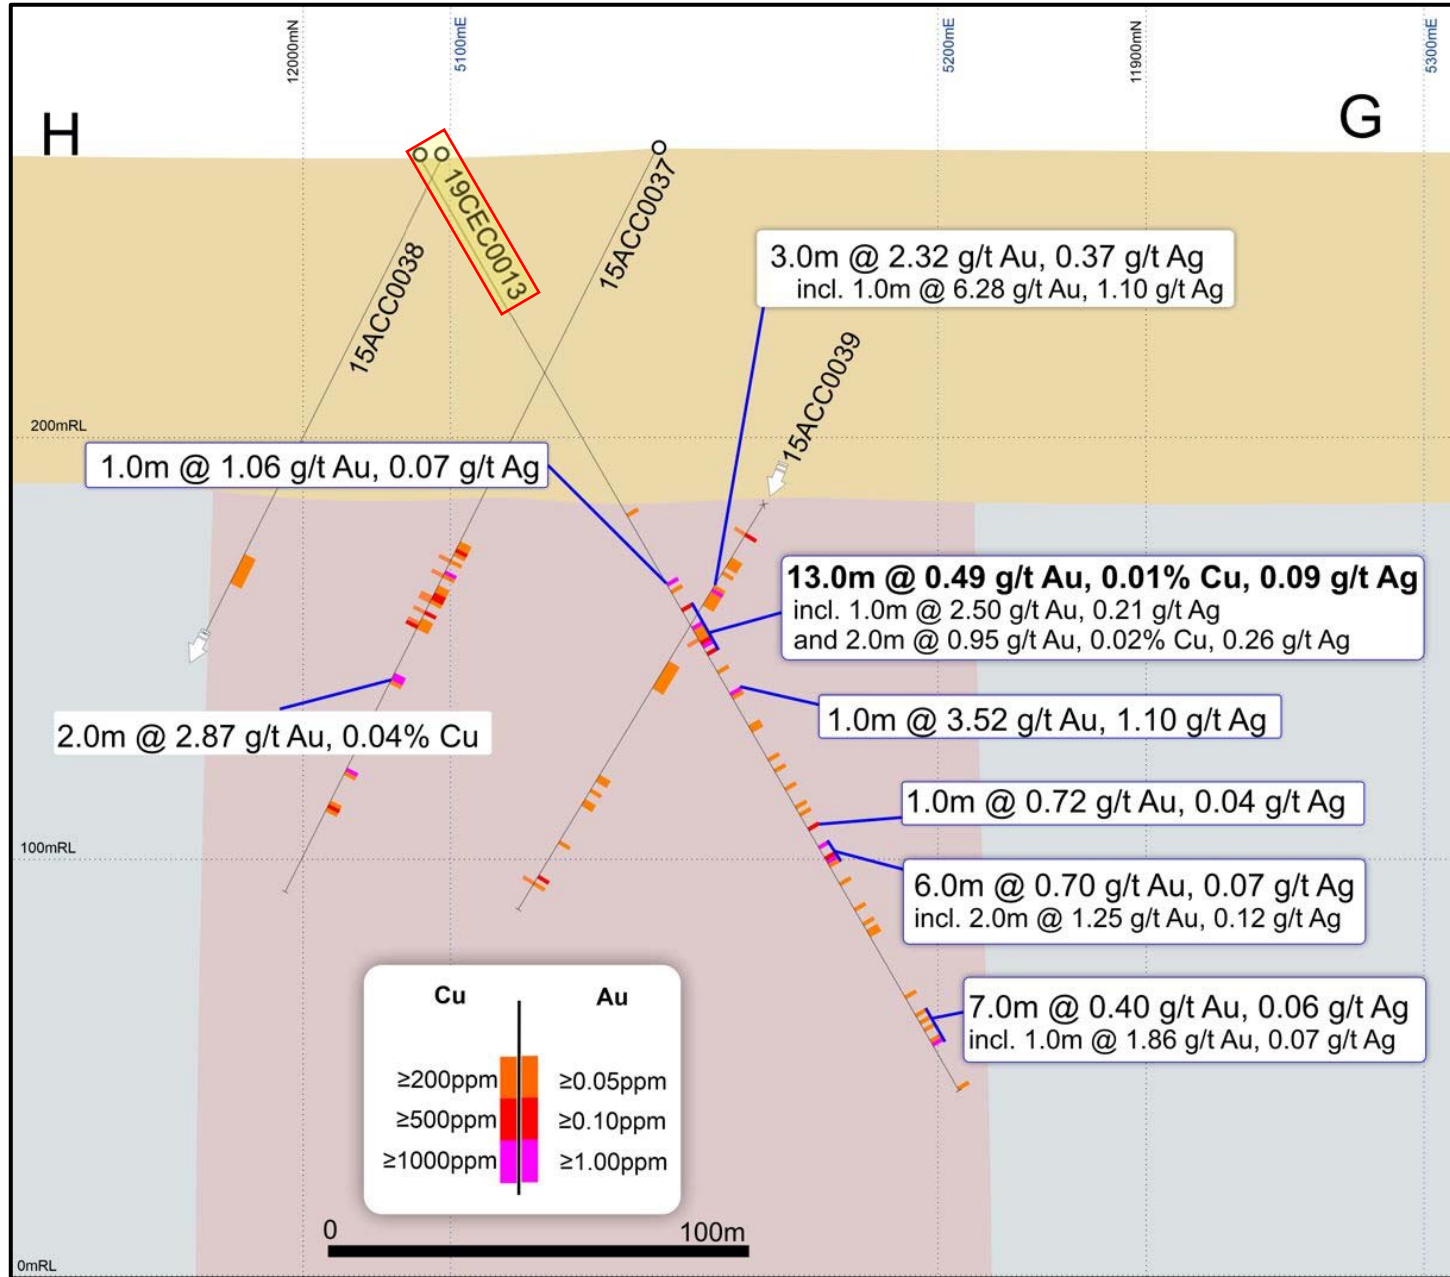 12000mN
5100mE
5200mE
11900mN
5300mE
H
G
19CEC0013
15ACC0038
15ACC0037
15ACC0039
3.0m @ 2.32 g/t Au, 0.37 g/t Ag
incl. 1.0m @ 6.28 g/t Au, 1.10 g/t Ag
200mRL
1.0m @ 1.06 g/t Au, 0.07 g/t Ag
13.0m @ 0.49 g/t Au, 0.01% Cu, 0.09 g/t Ag
incl. 1.0m @ 2.50 g/t Au, 0.21 g/t Ag
and 2.0m @ 0.95 g/t Au, 0.02% Cu, 0.26 g/t Ag
1.0m @ 3.52 g/t Au, 1.10 g/t Ag
2.0m @ 2.87 g/t Au, 0.04% Cu
1.0m @ 0.72 g/t Au, 0.04 g/t Ag
100mRL
6.0m @ 0.70 g/t Au, 0.07 g/t Ag
incl. 2.0m @ 1.25 g/t Au, 0.12 g/t Ag
7.0m @ 0.40 g/t Au, 0.06 g/t Ag
incl. 1.0m @ 1.86 g/t Au, 0.07 g/t Ag
Cu Au
≥200ppm ≥0.05ppm
≥500ppm ≥0.10ppm
≥1000ppm ≥1.00ppm
0 100m
0mRL